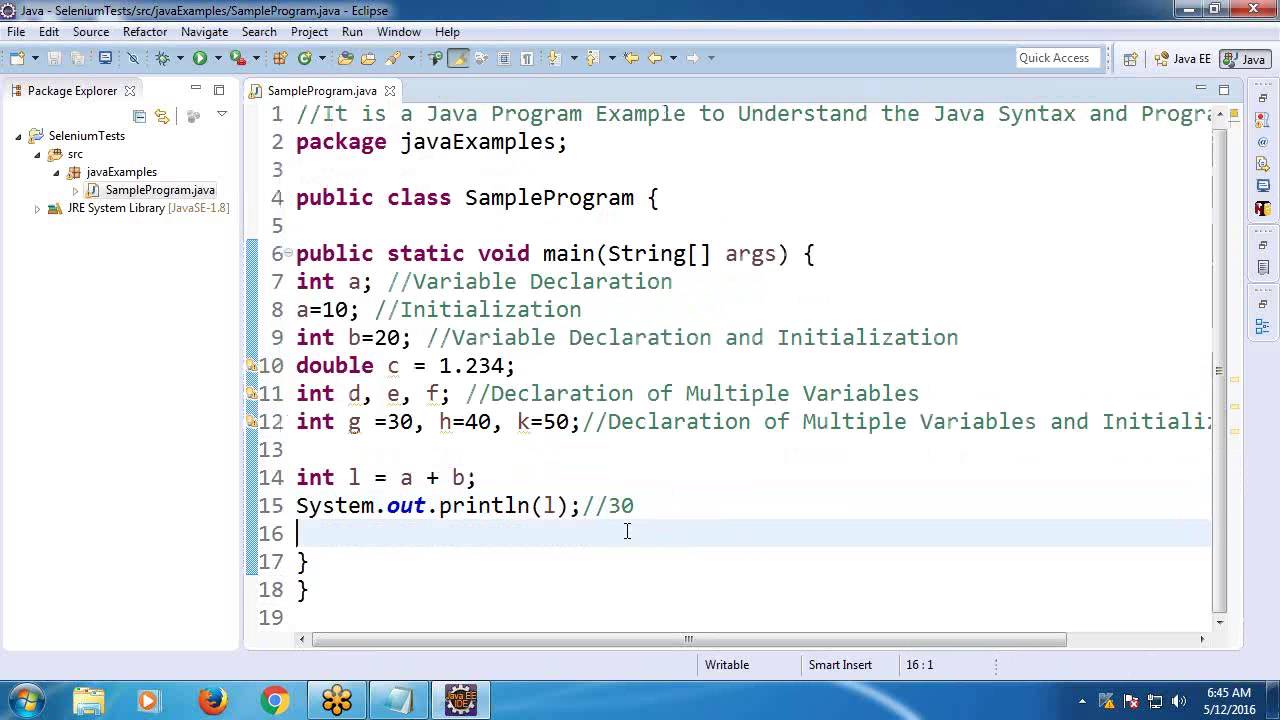 Java - SeleniumTests/src/javaExamples/SampleProgram.java - Eclipse
File Edit Source Refactor Navigate Search Project Run Window Help
Quick Access Java EE Java
Package Explorer
SeleniumTests
src
javaExamples
SampleProgram.java
JRE System Library [JavaSE-1.8]
SampleProgram.java
1 //It is a Java Program Example to Understand the Java Syntax and Progra
2 package javaExamples;
3
4 public class SampleProgram {
5
6 public static void main(String[] args) {
7 int a; //Variable Declaration
8 a=10; //Initialization
9 int b=20; //Variable Declaration and Initialization
10 double c = 1.234;
11 int d, e, f; //Declaration of Multiple Variables
12 int g =30, h=40, k=50;//Declaration of Multiple Variables and Initializ
13
14 int l = a + b;
15 System.out.println(l);//30
16
17 }
18 }
19
Writable Smart Insert 16 : 1
Java EE
IDE
6:45 AM
5/12/2016